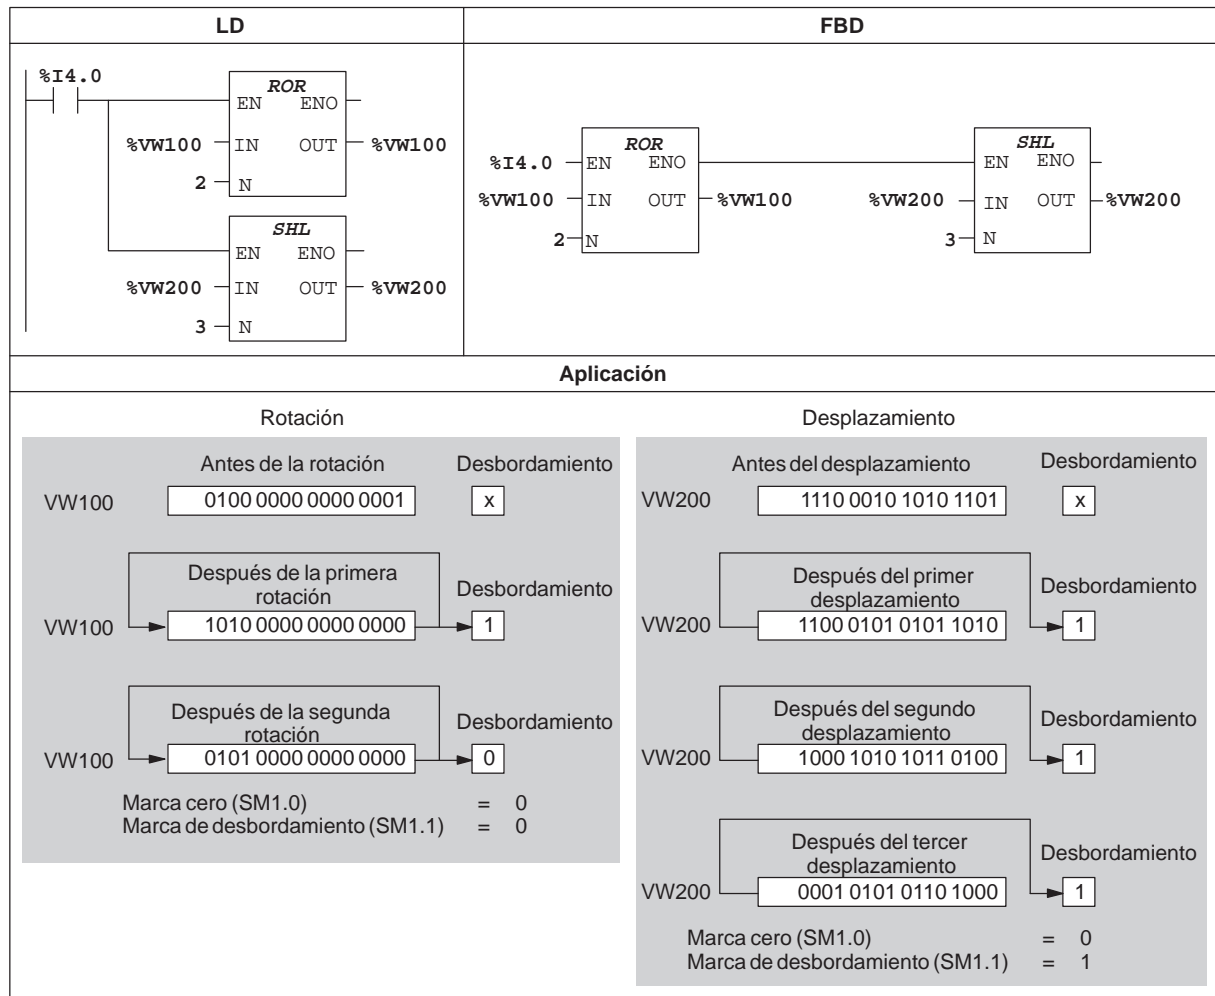 LD
FBD
%I4.0
ROR
EN ENO
%VW100 IN OUT %VW100
2 N
SHL
EN ENO
%VW200 IN OUT %VW200
3 N
ROR
%I4.0 EN ENO
%VW100 IN OUT %VW100
2 N
SHL
EN ENO
%VW200 IN OUT %VW200
3 N
Aplicación
Rotación
Antes de la rotación Desbordamiento
VW100 0100 0000 0000 0001 x
Después de la primera
rotación
Desbordamiento
VW100 1010 0000 0000 0000 1
Después de la segunda
rotación
Desbordamiento
VW100 0101 0000 0000 0000 0
Marca cero (SM1.0) = 0
Marca de desbordamiento (SM1.1) = 0
Desplazamiento
Antes del desplazamiento Desbordamiento
VW200 1110 0010 1010 1101 x
Después del primer
desplazamiento
Desbordamiento
VW200 1100 0101 0101 1010 1
Después del segundo
desplazamiento
Desbordamiento
VW200 1000 1010 1011 0100 1
Después del tercer
desplazamiento
Desbordamiento
VW200 0001 0101 0110 1000 1
Marca cero (SM1.0) = 0
Marca de desbordamiento (SM1.1) = 1